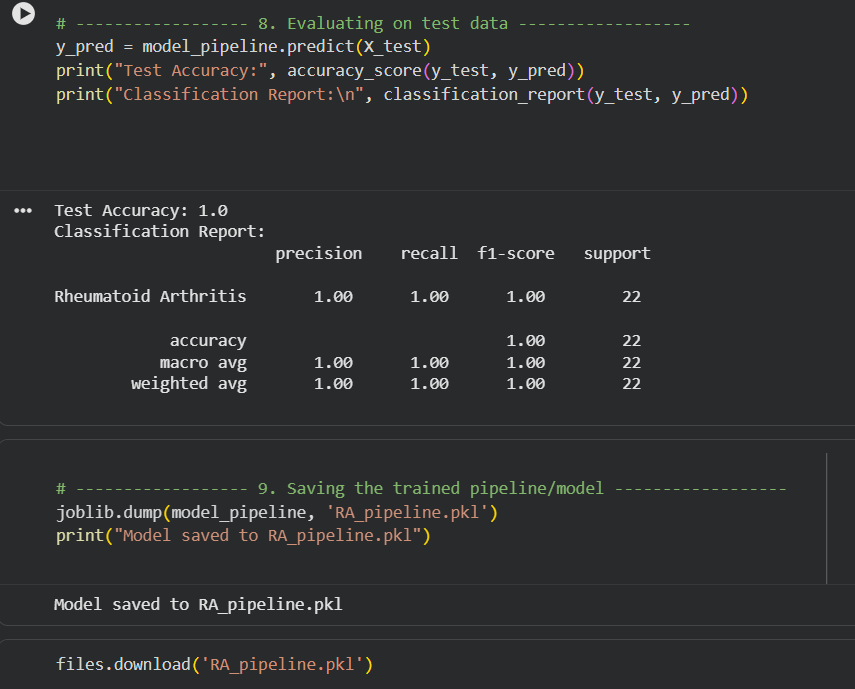 # ------------------ 8. Evaluating on test data ------------------
y_pred = model_pipeline.predict(X_test)
print("Test Accuracy:", accuracy_score(y_test, y_pred))
print("Classification Report:\n", classification_report(y_test, y_pred))
Test Accuracy: 1.0
Classification Report:
precision recall f1-score support
Rheumatoid Arthritis 1.00 1.00 1.00 22
accuracy 1.00 22
macro avg 1.00 1.00 1.00 22
weighted avg 1.00 1.00 1.00 22
# ------------------ 9. Saving the trained pipeline/model ------------------
joblib.dump(model_pipeline, 'RA_pipeline.pkl')
print("Model saved to RA_pipeline.pkl")
Model saved to RA_pipeline.pkl
files.download('RA_pipeline.pkl')